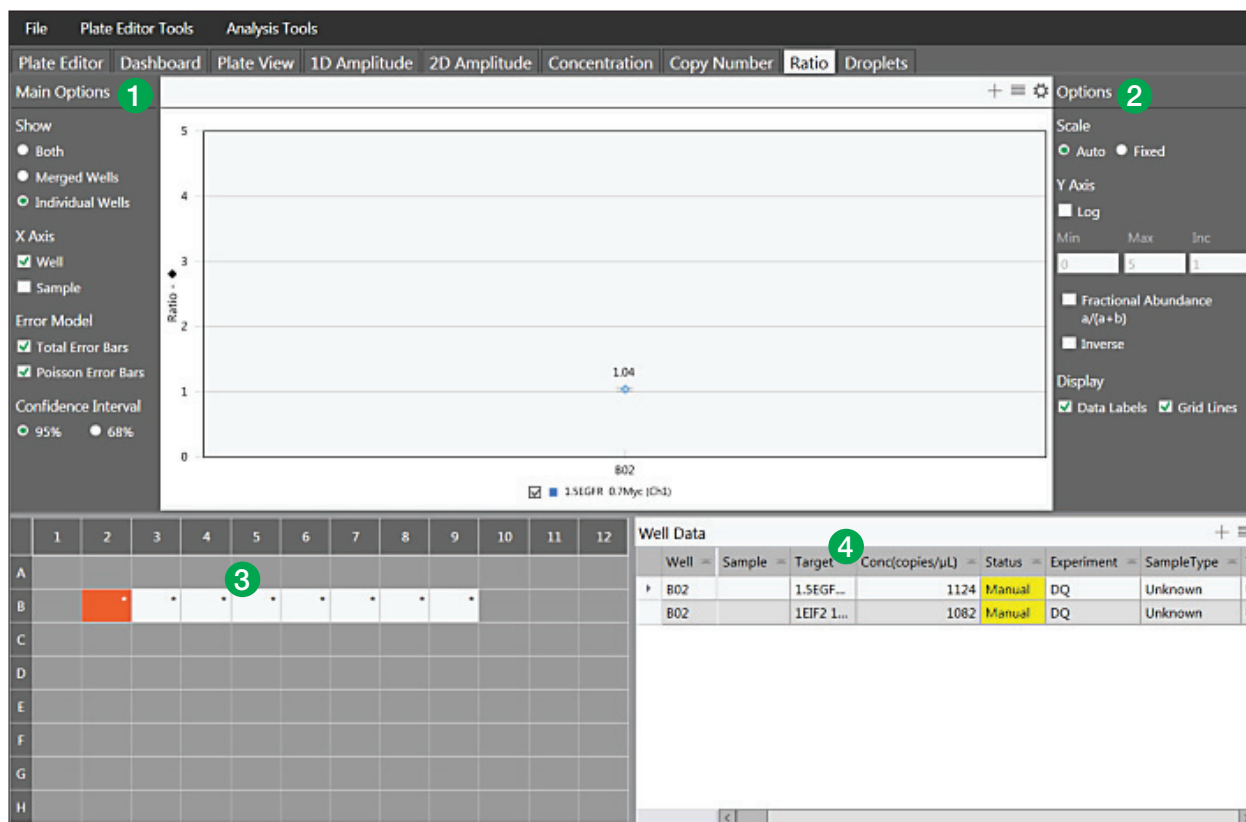 File Plate Editor Tools Analysis Tools
Plate Editor Dashboard Plate View 1D Amplitude 2D Amplitude Concentration Copy Number Ratio Droplets
Main Options 1
Show
Both
Merged Wells
Individual Wells
X Axis
Well
Sample
Error Model
Total Error Bars
Poisson Error Bars
Confidence Interval
95% 68%
5
4
3
2
1
0
Ratio -
1.04
B02
1.5EGFR 0.7Myc (Ch1)
Options 2
Scale
Auto Fixed
Y Axis
Log
Min Max Inc
0 5 1
Fractional Abundance
a/(a+b)
Inverse
Display
Data Labels Grid Lines
1 2 3 4 5 6 7 8 9 10 11 12
A
3
B * * * * * * * *
C
D
E
F
G
H
Well Data
4
Well Sample Target Conc(copies/µL) Status Experiment SampleType
B02 1.5EGF... 1124 Manual DQ Unknown
B02 1EIF2 1... 1082 Manual DQ Unknown